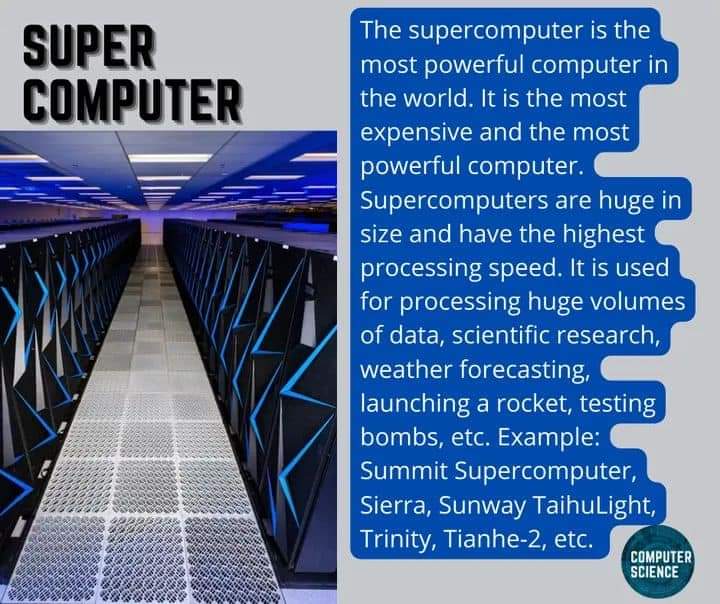 SUPER
COMPUTER
The supercomputer is the
most powerful computer in
the world. It is the most
expensive and the most
powerful computer.
Supercomputers are huge in
size and have the highest
processing speed. It is used
for processing huge volumes
of data, scientific research,
weather forecasting,
launching a rocket, testing
bombs, etc. Example:
Summit Supercomputer,
Sierra, Sunway TaihuLight,
Trinity, Tianhe-2, etc.
COMPUTER
SCIENCE